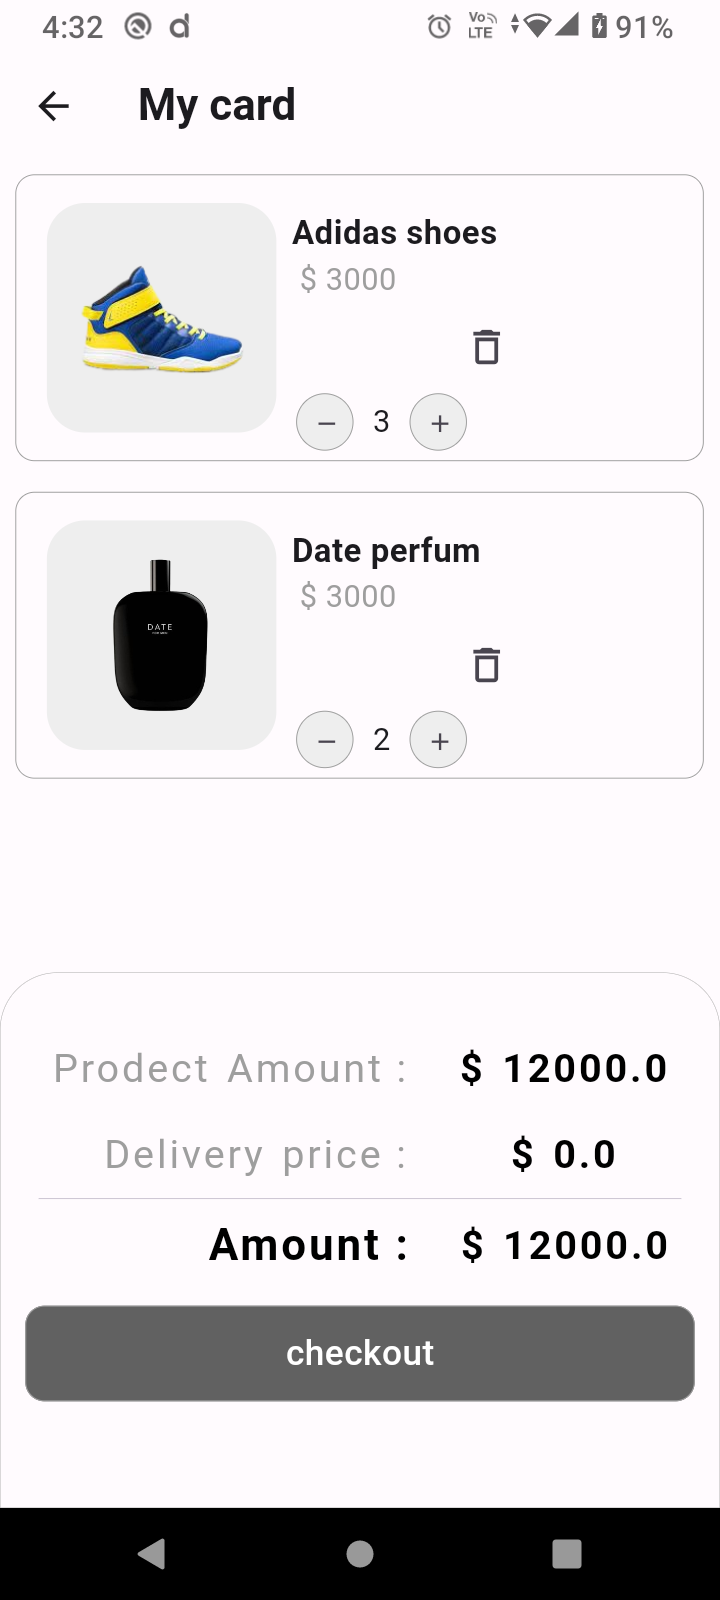 4:32 Vo LTE 91%
My card
Adidas shoes
$ 3000
− 3 +
DATE
Date perfum
$ 3000
− 2 +
Prodect Amount : $ 12000.0
Delivery price : $ 0.0
Amount : $ 12000.0
checkout